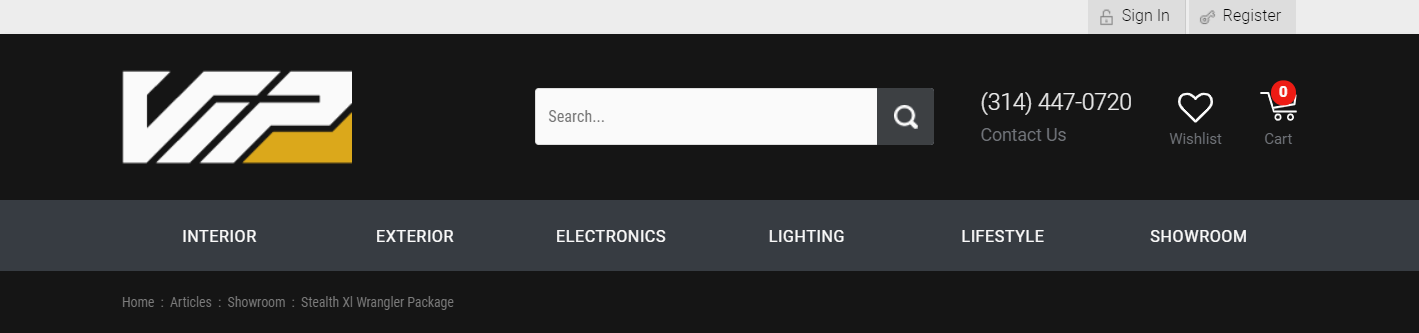 Sign In
Register
VIP
Search...
(314) 447-0720
Contact Us
Wishlist
0
Cart
INTERIOR
EXTERIOR
ELECTRONICS
LIGHTING
LIFESTYLE
SHOWROOM
Home : Articles : Showroom : Stealth Xl Wrangler Package